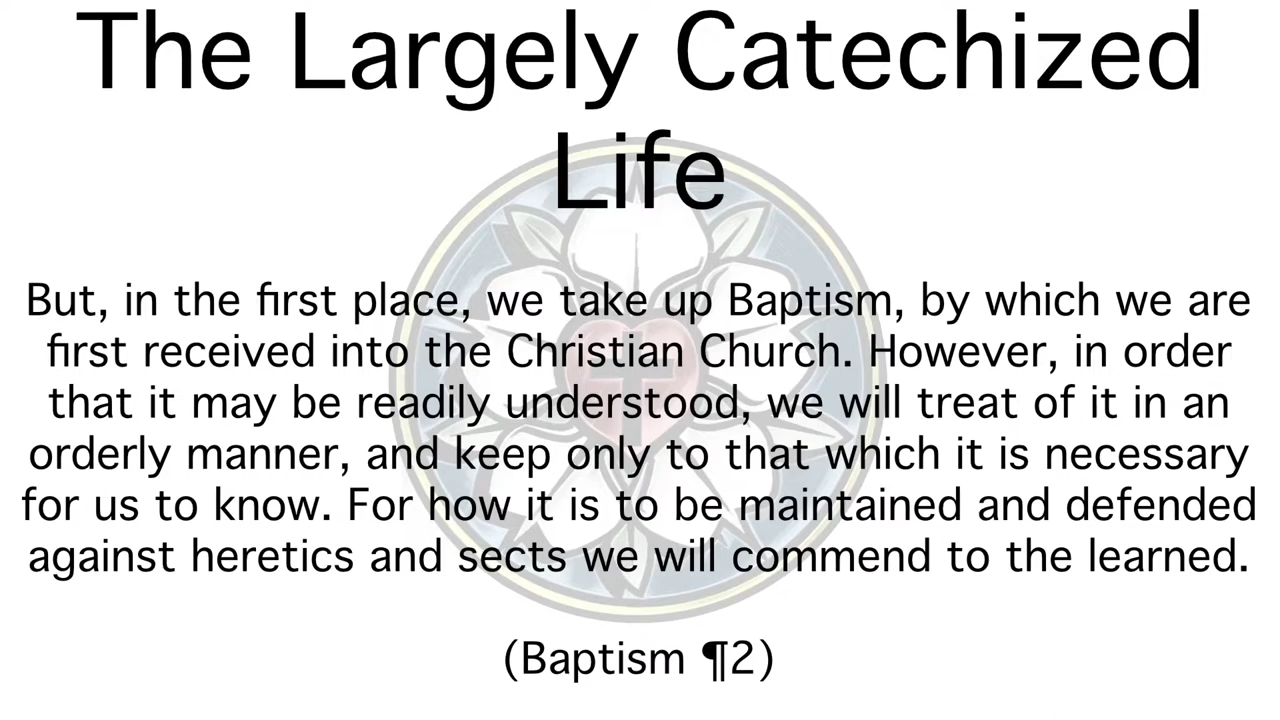 The Largely Catechized
Life
But, in the first place, we take up Baptism, by which we are
first received into the Christian Church. However, in order
that it may be readily understood, we will treat of it in an
orderly manner, and keep only to that which it is necessary
for us to know. For how it is to be maintained and defended
against heretics and sects we will commend to the learned.
(Baptism ¶2)